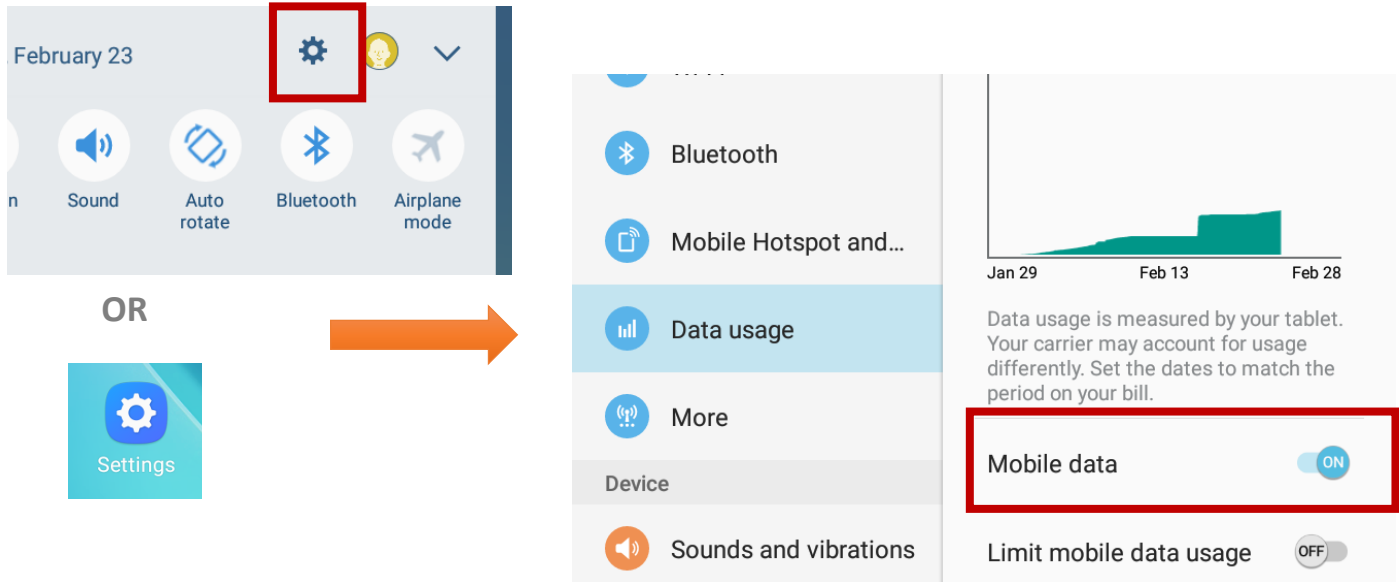 February 23
n
Sound
Auto
rotate
Bluetooth
Airplane
mode
OR
Settings
Bluetooth
Mobile Hotspot and...
Data usage
More
Device
Sounds and vibrations
Jan 29 Feb 13 Feb 28
Data usage is measured by your tablet.
Your carrier may account for usage
differently. Set the dates to match the
period on your bill.
Mobile data ON
Limit mobile data usage OFF